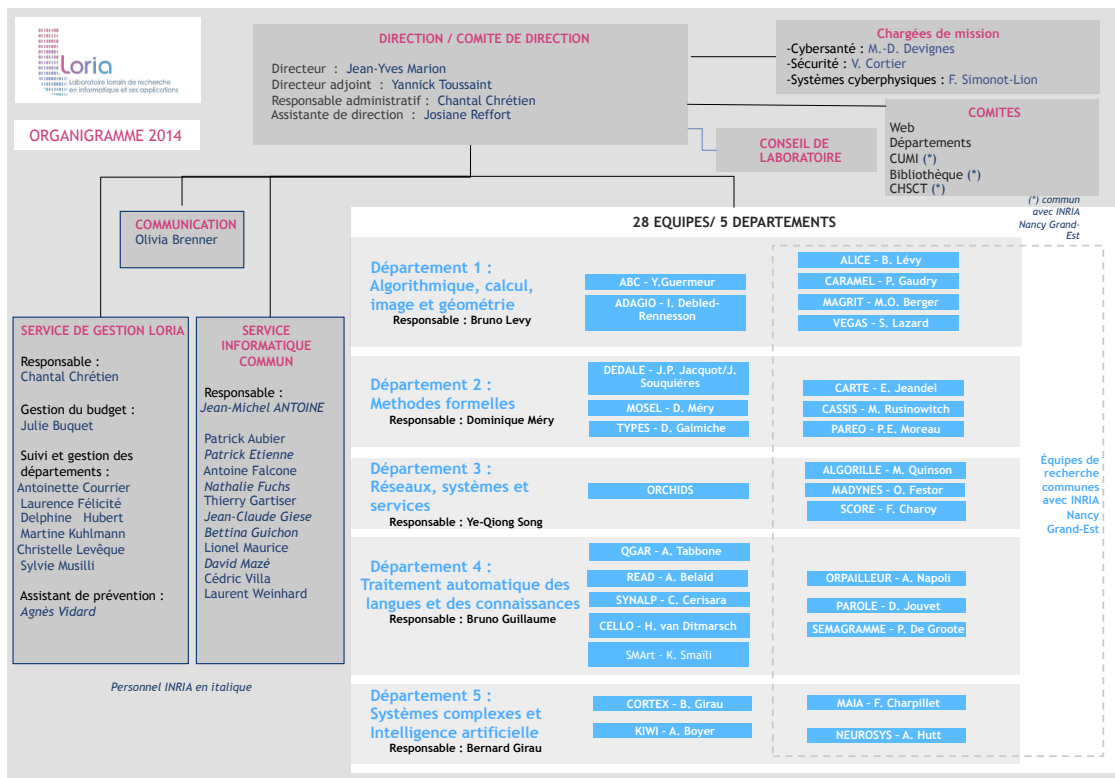 Loria
Laboratoire lorrain de recherche
en informatique et ses applications
ORGANIGRAMME 2014
DIRECTION / COMITE DE DIRECTION
Directeur : Jean-Yves Marion
Directeur adjoint : Yannick Toussaint
Responsable administratif : Chantal Chrétien
Assistante de direction : Josiane Reffort
Chargées de mission
-Cybersanté : M.-D. Devignes
-Sécurité : V. Cortier
-Systèmes cyberphysiques : F. Simonot-Lion
CONSEIL DE
LABORATOIRE
COMITES
Web
Départements
CUMI (*)
Bibliothèque (*)
CHSCT (*)
(*) commun
avec INRIA
Nancy Grand-
Est
COMMUNICATION
Olivia Brenner
SERVICE DE GESTION LORIA
Responsable :
Chantal Chrétien
Gestion du budget :
Julie Buquet
Suivi et gestion des
départements :
Antoinette Courrier
Laurence Félicité
Delphine Hubert
Martine Kuhlmann
Christelle Levêque
Sylvie Musilli
Assistant de prévention :
Agnès Vidard
SERVICE
INFORMATIQUE
COMMUN
Responsable :
Jean-Michel ANTOINE
Patrick Aubier
Patrick Etienne
Antoine Falcone
Nathalie Fuchs
Thierry Gartiser
Jean-Claude Giese
Bettina Guichon
Lionel Maurice
David Mazé
Cédric Villa
Laurent Weinhard
Personnel INRIA en italique
28 EQUIPES/ 5 DEPARTEMENTS
Département 1 :
Algorithmique, calcul,
image et géométrie
Responsable : Bruno Levy
ABC - Y.Guermeur
ADAGIO - I. Debled-
Rennesson
ALICE - B. Lévy
CARAMEL - P. Gaudry
MAGRIT - M.O. Berger
VEGAS - S. Lazard
Département 2 :
Methodes formelles
Responsable : Dominique Méry
DEDALE - J.P. Jacquot/J.
Souquiéres
MOSEL - D. Méry
TYPES - D. Galmiche
CARTE - E. Jeandel
CASSIS - M. Rusinowitch
PAREO - P.E. Moreau
Département 3 :
Réseaux, systèmes et
services
Responsable : Ye-Qiong Song
ORCHIDS
ALGORILLE - M. Quinson
MADYNES - O. Festor
SCORE - F. Charoy
Département 4 :
Traitement automatique des
langues et des connaissances
Responsable : Bruno Guillaume
QGAR - A. Tabbone
READ - A. Belaid
SYNALP - C. Cerisara
CELLO - H. van Ditmarsch
SMArt - K. Smaïli
ORPAILLEUR - A. Napoli
PAROLE - D. Jouvet
SEMAGRAMME - P. De Groote
Département 5 :
Systèmes complexes et
Intelligence artificielle
Responsable : Bernard Girau
CORTEX - B. Girau
KIWI - A. Boyer
MAIA - F. Charpillet
NEUROSYS - A. Hutt
Équipes de
recherche
communes
avec INRIA
Nancy
Grand-Est